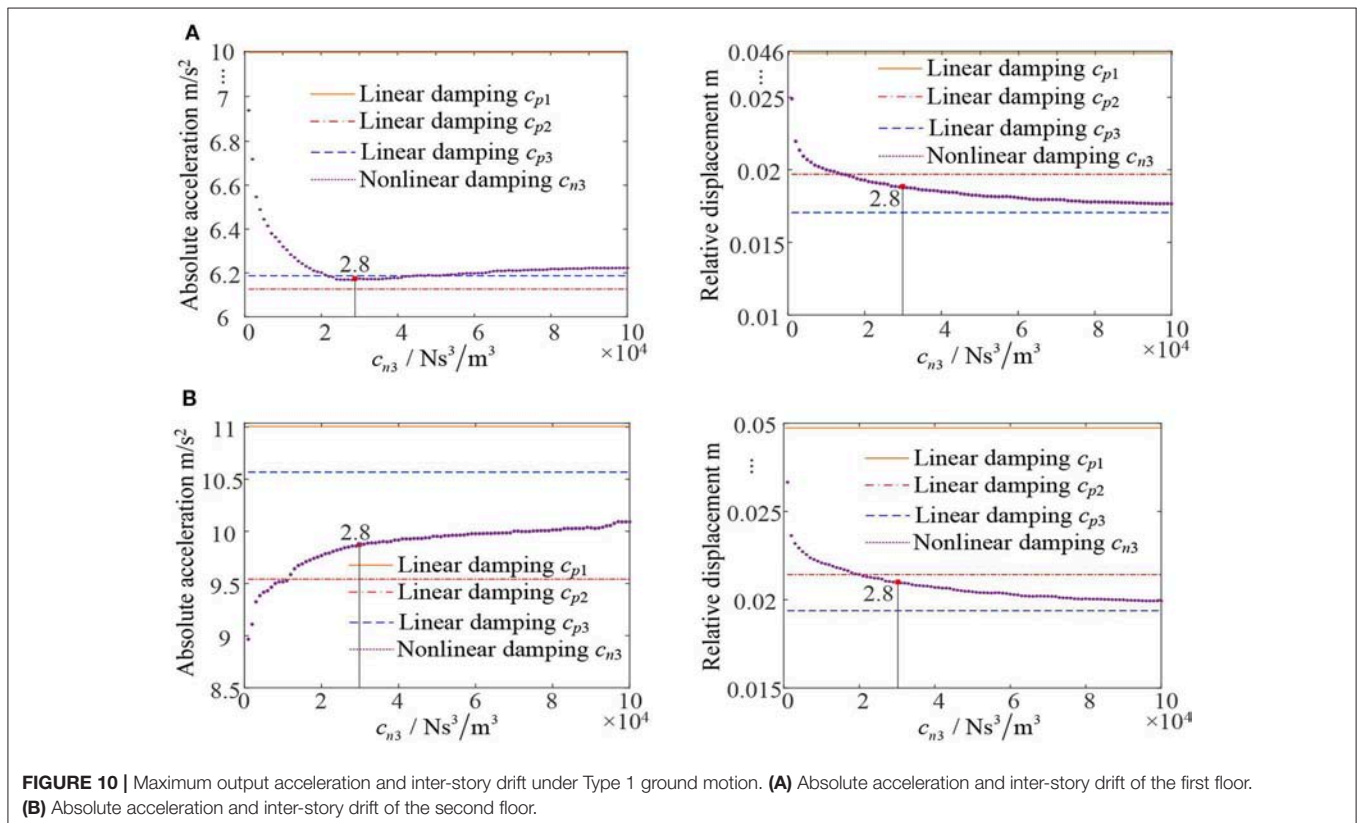 A
Absolute acceleration m/s²
10
⋮
7
6.8
6.6
6.4
6.2
6
Linear damping cp1
Linear damping cp2
Linear damping cp3
Nonlinear damping cn3
2.8
0 2 4 6 8 10
×10⁴
cn3 / Ns³/m³
Relative displacement m
0.046
⋮
0.025
0.02
0.015
0.01
Linear damping cp1
Linear damping cp2
Linear damping cp3
Nonlinear damping cn3
2.8
0 2 4 6 8 10
×10⁴
cn3 / Ns³/m³
B
Absolute acceleration m/s²
11
10.5
10
9.5
9
8.5
2.8
Linear damping cp1
Linear damping cp2
Linear damping cp3
Nonlinear damping cn3
0 2 4 6 8 10
×10⁴
cn3 / Ns³/m³
Relative displacement m
0.05
⋮
0.025
0.02
0.015
Linear damping cp1
Linear damping cp2
Linear damping cp3
Nonlinear damping cn3
2.8
0 2 4 6 8 10
×10⁴
cn3 / Ns³/m³
FIGURE 10 | Maximum output acceleration and inter-story drift under Type 1 ground motion. (A) Absolute acceleration and inter-story drift of the first floor.
(B) Absolute acceleration and inter-story drift of the second floor.